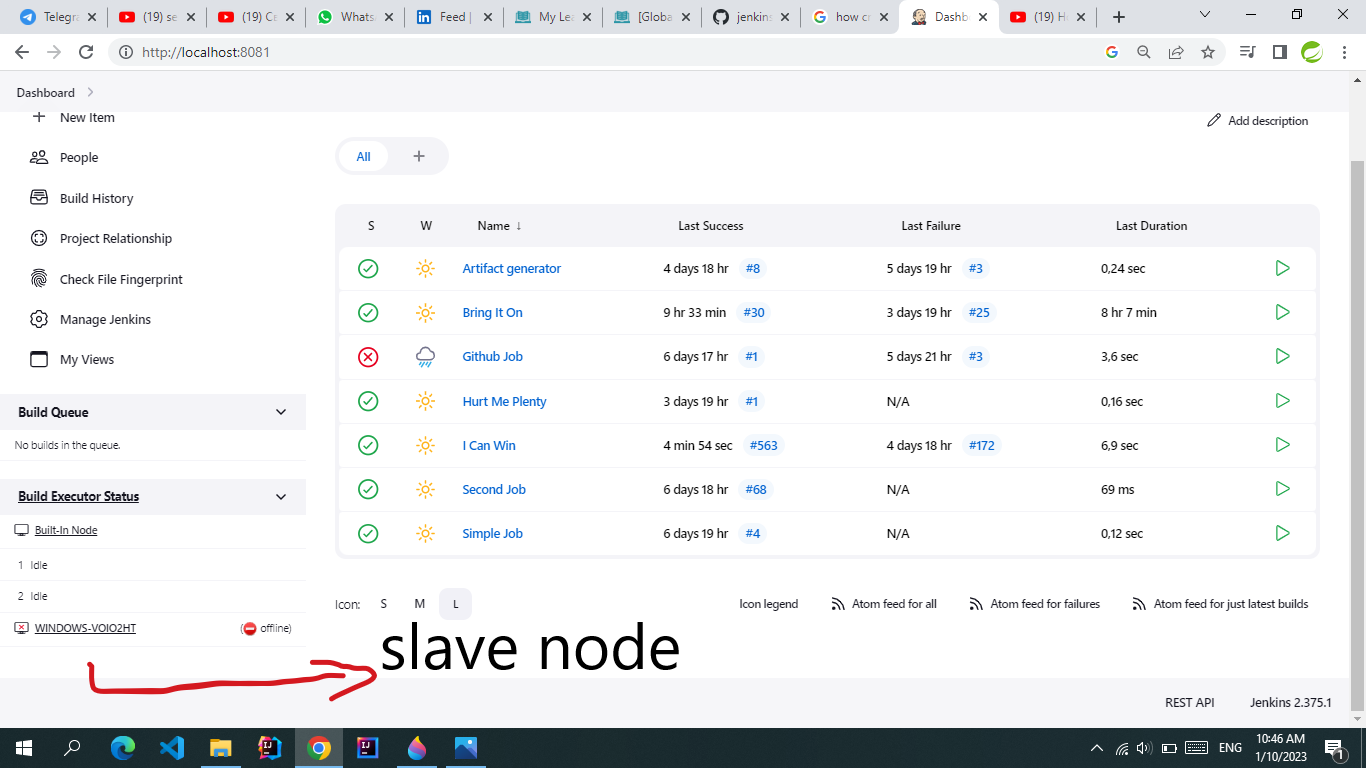 Telegra
(19) se
(19) Ce
Whats
Feed |
My Lea
[Globa
jenkins
how cr
Dashb
(19) H
http://localhost:8081
Dashboard
New Item
Add description
People
All
Build History
Project Relationship
Check File Fingerprint
Manage Jenkins
My Views
S W Name ↓ Last Success Last Failure Last Duration
Artifact generator 4 days 18 hr #8 5 days 19 hr #3 0,24 sec
Bring It On 9 hr 33 min #30 3 days 19 hr #25 8 hr 7 min
Github Job 6 days 17 hr #1 5 days 21 hr #3 3,6 sec
Hurt Me Plenty 3 days 19 hr #1 N/A 0,16 sec
I Can Win 4 min 54 sec #563 4 days 18 hr #172 6,9 sec
Second Job 6 days 18 hr #68 N/A 69 ms
Simple Job 6 days 19 hr #4 N/A 0,12 sec
Build Queue
No builds in the queue.
Build Executor Status
Built-In Node
1 Idle
2 Idle
WINDOWS-VOIO2HT (offline)
Icon: S M L
Icon legend Atom feed for all Atom feed for failures Atom feed for just latest builds
slave node
REST API Jenkins 2.375.1
ENG
10:46 AM
1/10/2023
1